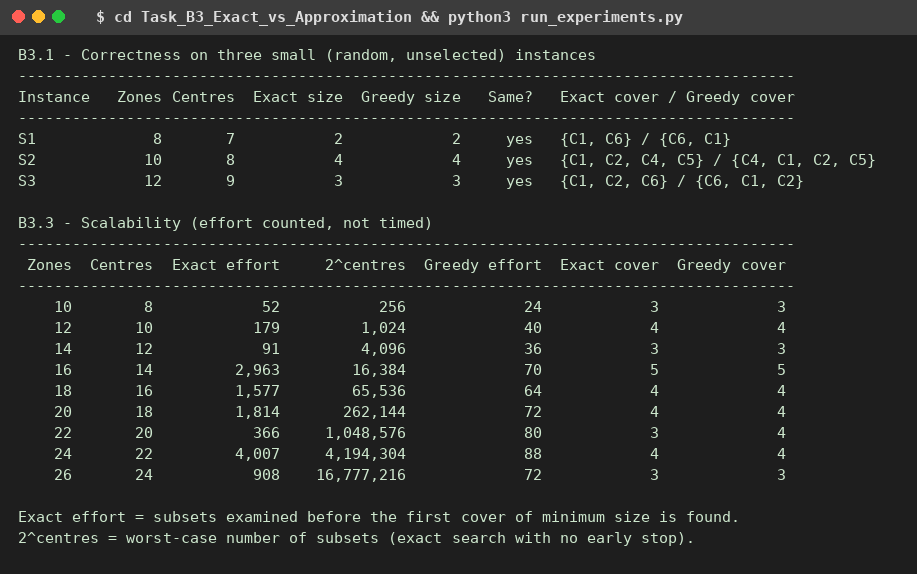 $ cd Task_B3_Exact_vs_Approximation && python3 run_experiments.py
B3.1 - Correctness on three small (random, unselected) instances
--------------------------------------------------------------------------------------
Instance   Zones Centres  Exact size  Greedy size   Same?   Exact cover / Greedy cover
--------------------------------------------------------------------------------------
S1             8       7           2            2     yes   {C1, C6} / {C6, C1}
S2            10       8           4            4     yes   {C1, C2, C4, C5} / {C4, C1, C2, C5}
S3            12       9           3            3     yes   {C1, C2, C6} / {C6, C1, C2}
B3.3 - Scalability (effort counted, not timed)
--------------------------------------------------------------------------------------
 Zones  Centres  Exact effort     2^centres  Greedy effort  Exact cover  Greedy cover
--------------------------------------------------------------------------------------
    10        8            52           256             24            3             3
    12       10           179         1,024             40            4             4
    14       12            91         4,096             36            3             3
    16       14         2,963        16,384             70            5             5
    18       16         1,577        65,536             64            4             4
    20       18         1,814       262,144             72            4             4
    22       20           366     1,048,576             80            3             4
    24       22         4,007     4,194,304             88            4             4
    26       24           908    16,777,216             72            3             3
Exact effort = subsets examined before the first cover of minimum size is found.
2^centres = worst-case number of subsets (exact search with no early stop).